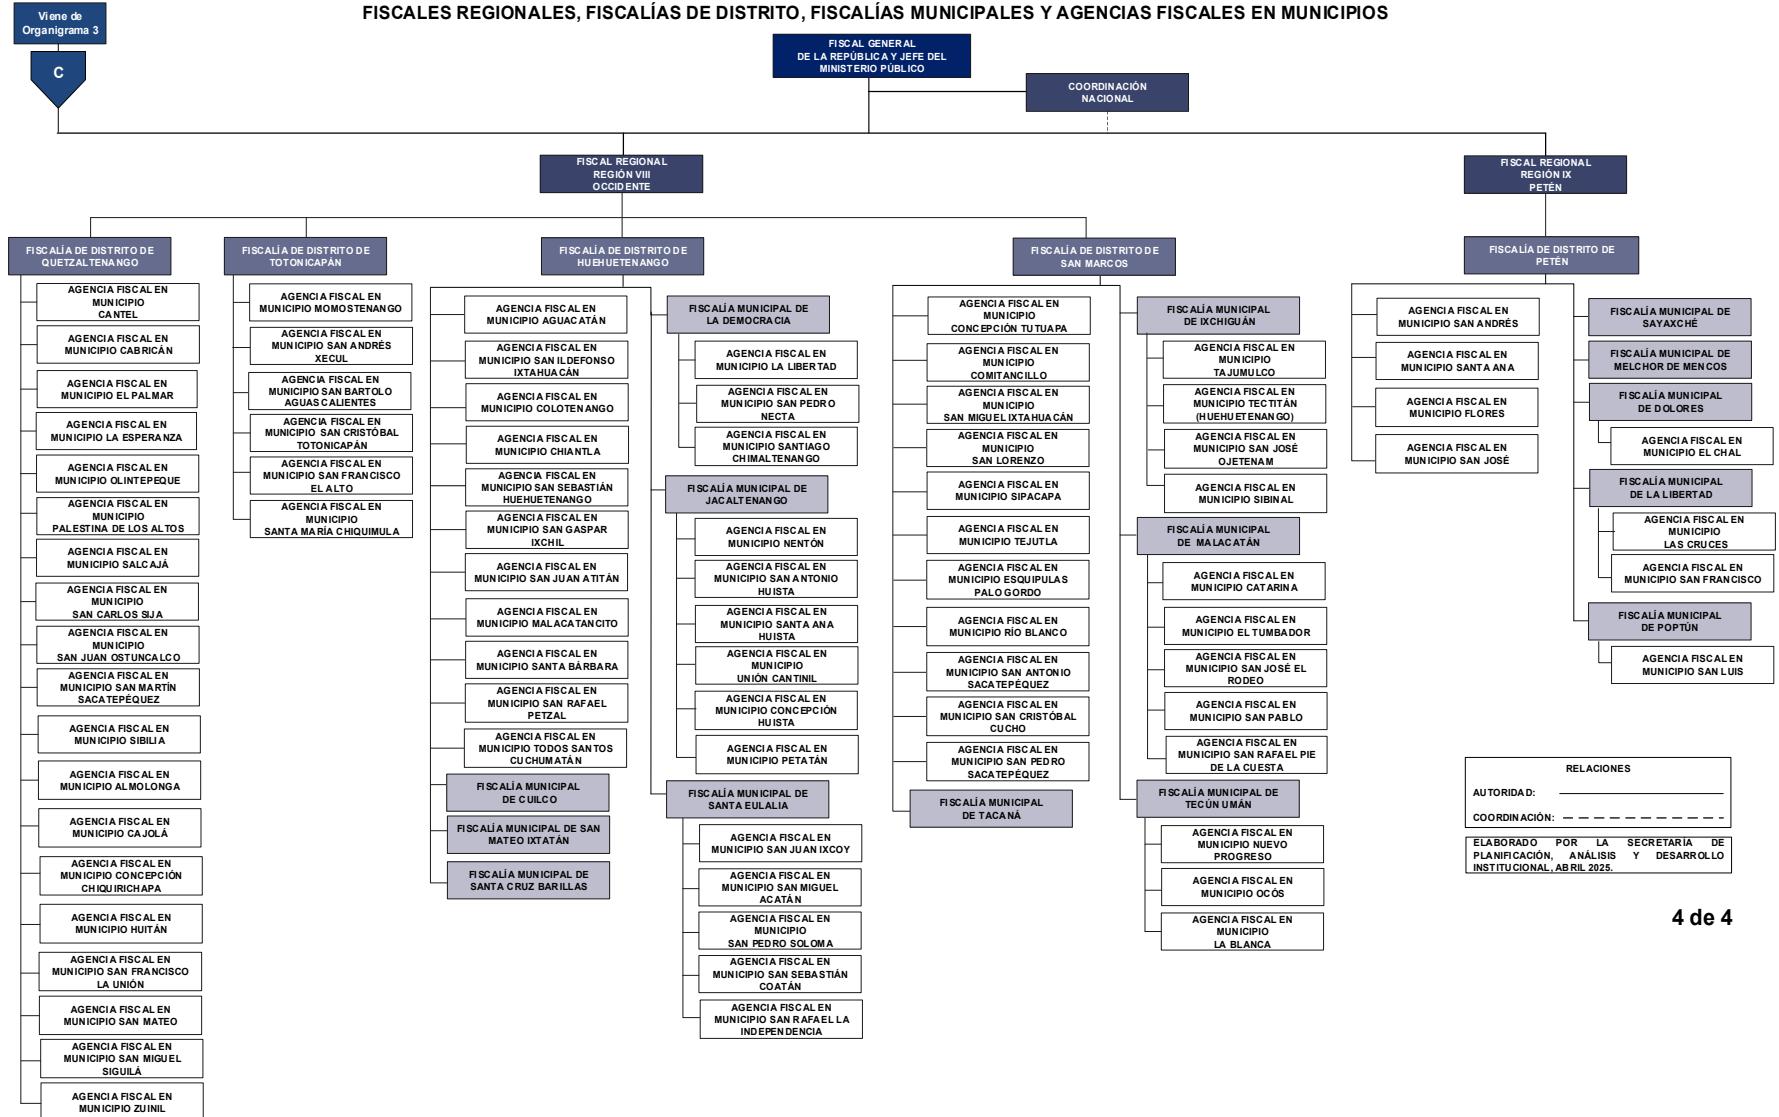 Viene de
Organigrama 3
C
FISCALES REGIONALES, FISCALÍAS DE DISTRITO, FISCALÍAS MUNICIPALES Y AGENCIAS FISCALES EN MUNICIPIOS
FISCAL GENERAL
DE LA REPÚBLICA Y JEFE DEL
MINISTERIO PÚBLICO
COORDINACIÓN
NACIONAL
FISCAL REGIONAL
REGIÓN VIII
OCCIDENTE
FISCAL REGIONAL
REGIÓN IX
PETÉN
FISCALÍA DE DISTRITO DE
QUETZALTENANGO
AGENCIA FISCAL EN
MUNICIPIO
CANTEL
AGENCIA FISCAL EN
MUNICIPIO CABRICÁN
AGENCIA FISCAL EN
MUNICIPIO EL PALMAR
AGENCIA FISCAL EN
MUNICIPIO LA ESPERANZA
AGENCIA FISCAL EN
MUNICIPIO OLINTEPEQUE
AGENCIA FISCAL EN
MUNICIPIO
PALESTINA DE LOS ALTOS
AGENCIA FISCAL EN
MUNICIPIO SALCAJÁ
AGENCIA FISCAL EN
MUNICIPIO
SAN CARLOS SIJA
AGENCIA FISCAL EN
MUNICIPIO
SAN JUAN OSTUNCALCO
AGENCIA FISCAL EN
MUNICIPIO SAN MARTÍN
SACATEPÉQUEZ
AGENCIA FISCAL EN
MUNICIPIO SIBILIA
AGENCIA FISCAL EN
MUNICIPIO ALMOLONGA
AGENCIA FISCAL EN
MUNICIPIO CAJOLÁ
AGENCIA FISCAL EN
MUNICIPIO CONCEPCIÓN
CHIQUIRICHAPA
AGENCIA FISCAL EN
MUNICIPIO HUITÁN
AGENCIA FISCAL EN
MUNICIPIO SAN FRANCISCO
LA UNIÓN
AGENCIA FISCAL EN
MUNICIPIO SAN MATEO
AGENCIA FISCAL EN
MUNICIPIO SAN MIGUEL
SIGUILÁ
AGENCIA FISCAL EN
MUNICIPIO ZUINIL
FISCALÍA DE DISTRITO DE
TOTONICAPÁN
AGENCIA FISCAL EN
MUNICIPIO MOMOSTENANGO
AGENCIA FISCAL EN
MUNICIPIO SAN ANDRÉS
XECUL
AGENCIA FISCAL EN
MUNICIPIO SAN BARTOLO
AGUAS CALIENTES
AGENCIA FISCAL EN
MUNICIPIO SAN CRISTÓBAL
TOTONICAPÁN
AGENCIA FISCAL EN
MUNICIPIO SAN FRANCISCO
EL ALTO
AGENCIA FISCAL EN
MUNICIPIO
SANTA MARÍA CHIQUIMULA
FISCALÍA DE DISTRITO DE
HUEHUETENANGO
AGENCIA FISCAL EN
MUNICIPIO AGUACATÁN
AGENCIA FISCAL EN
MUNICIPIO SAN ILDEFONSO
IXTAHUACÁN
AGENCIA FISCAL EN
MUNICIPIO COLOTENANGO
AGENCIA FISCAL EN
MUNICIPIO CHIANTLA
AGENCIA FISCAL EN
MUNICIPIO SAN SEBASTIÁN
HUEHUETENANGO
AGENCIA FISCAL EN
MUNICIPIO SAN GASPAR
IXCHIL
AGENCIA FISCAL EN
MUNICIPIO SAN JUAN ATITÁN
AGENCIA FISCAL EN
MUNICIPIO MALACATANCITO
AGENCIA FISCAL EN
MUNICIPIO SANTA BÁRBARA
AGENCIA FISCAL EN
MUNICIPIO SAN RAFAEL
PETZAL
AGENCIA FISCAL EN
MUNICIPIO TODOS SANTOS
CUCHUMATÁN
FISCALÍA MUNICIPAL
DE CUILCO
FISCALÍA MUNICIPAL DE SAN
MATEO IXTATÁN
FISCALÍA MUNICIPAL DE
SANTA CRUZ BARILLAS
FISCALÍA MUNICIPAL DE
LA DEMOCRACIA
AGENCIA FISCAL EN
MUNICIPIO LA LIBERTAD
AGENCIA FISCAL EN
MUNICIPIO SAN PEDRO
NECTA
AGENCIA FISCAL EN
MUNICIPIO SANTIAGO
CHIMALTENANGO
FISCALÍA MUNICIPAL DE
JACALTENANGO
AGENCIA FISCAL EN
MUNICIPIO NENTÓN
AGENCIA FISCAL EN
MUNICIPIO SAN ANTONIO
HUISTA
AGENCIA FISCAL EN
MUNICIPIO SANTA ANA
HUISTA
AGENCIA FISCAL EN
MUNICIPIO
UNIÓN CANTINIL
AGENCIA FISCAL EN
MUNICIPIO CONCEPCIÓN
HUISTA
AGENCIA FISCAL EN
MUNICIPIO PETATÁN
FISCALÍA MUNICIPAL DE
SANTA EULALIA
AGENCIA FISCAL EN
MUNICIPIO SAN JUAN IXCOY
AGENCIA FISCAL EN
MUNICIPIO SAN MIGUEL
ACATÁN
AGENCIA FISCAL EN
MUNICIPIO
SAN PEDRO SOLOMA
AGENCIA FISCAL EN
MUNICIPIO SAN SEBASTIÁN
COATÁN
AGENCIA FISCAL EN
MUNICIPIO SAN RAFAEL LA
INDEPENDENCIA
FISCALÍA DE DISTRITO DE
SAN MARCOS
AGENCIA FISCAL EN
MUNICIPIO
CONCEPCIÓN TUTUAPA
AGENCIA FISCAL EN
MUNICIPIO
COMITANCILLO
AGENCIA FISCAL EN
MUNICIPIO
SAN MIGUEL IXTAHUACÁN
AGENCIA FISCAL EN
MUNICIPIO
SAN LORENZO
AGENCIA FISCAL EN
MUNICIPIO SIPACAPA
AGENCIA FISCAL EN
MUNICIPIO TEJUTLA
AGENCIA FISCAL EN
MUNICIPIO ESQUIPULAS
PALO GORDO
AGENCIA FISCAL EN
MUNICIPIO RÍO BLANCO
AGENCIA FISCAL EN
MUNICIPIO SAN ANTONIO
SACATEPÉQUEZ
AGENCIA FISCAL EN
MUNICIPIO SAN CRISTÓBAL
CUCHO
AGENCIA FISCAL EN
MUNICIPIO SAN PEDRO
SACATEPÉQUEZ
FISCALÍA MUNICIPAL
DE TACANÁ
FISCALÍA MUNICIPAL
DE IXCHIGUÁN
AGENCIA FISCAL EN
MUNICIPIO
TAJUMULCO
AGENCIA FISCAL EN
MUNICIPIO TECTITÁN
(HUEHUETENANGO)
AGENCIA FISCAL EN
MUNICIPIO SAN JOSÉ
OJETENAM
AGENCIA FISCAL EN
MUNICIPIO SIBINAL
FISCALÍA MUNICIPAL
DE MALACATÁN
AGENCIA FISCAL EN
MUNICIPIO CATARINA
AGENCIA FISCAL EN
MUNICIPIO EL TUMBADOR
AGENCIA FISCAL EN
MUNICIPIO SAN JOSÉ EL
RODEO
AGENCIA FISCAL EN
MUNICIPIO SAN PABLO
AGENCIA FISCAL EN
MUNICIPIO SAN RAFAEL PIE
DE LA CUESTA
FISCALÍA MUNICIPAL DE
TECÚN UMÁN
AGENCIA FISCAL EN
MUNICIPIO NUEVO
PROGRESO
AGENCIA FISCAL EN
MUNICIPIO OCÓS
AGENCIA FISCAL EN
MUNICIPIO
LA BLANCA
FISCALÍA DE DISTRITO DE
PETÉN
AGENCIA FISCAL EN
MUNICIPIO SAN ANDRÉS
AGENCIA FISCAL EN
MUNICIPIO SANTA ANA
AGENCIA FISCAL EN
MUNICIPIO FLORES
AGENCIA FISCAL EN
MUNICIPIO SAN JOSÉ
FISCALÍA MUNICIPAL DE
SAYAXCHÉ
FISCALÍA MUNICIPAL DE
MELCHOR DE MENCOS
FISCALÍA MUNICIPAL
DE DOLORES
AGENCIA FISCAL EN
MUNICIPIO EL CHAL
FISCALÍA MUNICIPAL
DE LA LIBERTAD
AGENCIA FISCAL EN
MUNICIPIO
LAS CRUCES
AGENCIA FISCAL EN
MUNICIPIO SAN FRANCISCO
FISCALÍA MUNICIPAL
DE POPTÚN
AGENCIA FISCAL EN
MUNICIPIO SAN LUIS
RELACIONES
AUTORIDAD:
COORDINACIÓN:
ELABORADO POR LA SECRETARÍA DE
PLANIFICACIÓN, ANÁLISIS Y DESARROLLO
INSTITUCIONAL, ABRIL 2025.
4 de 4